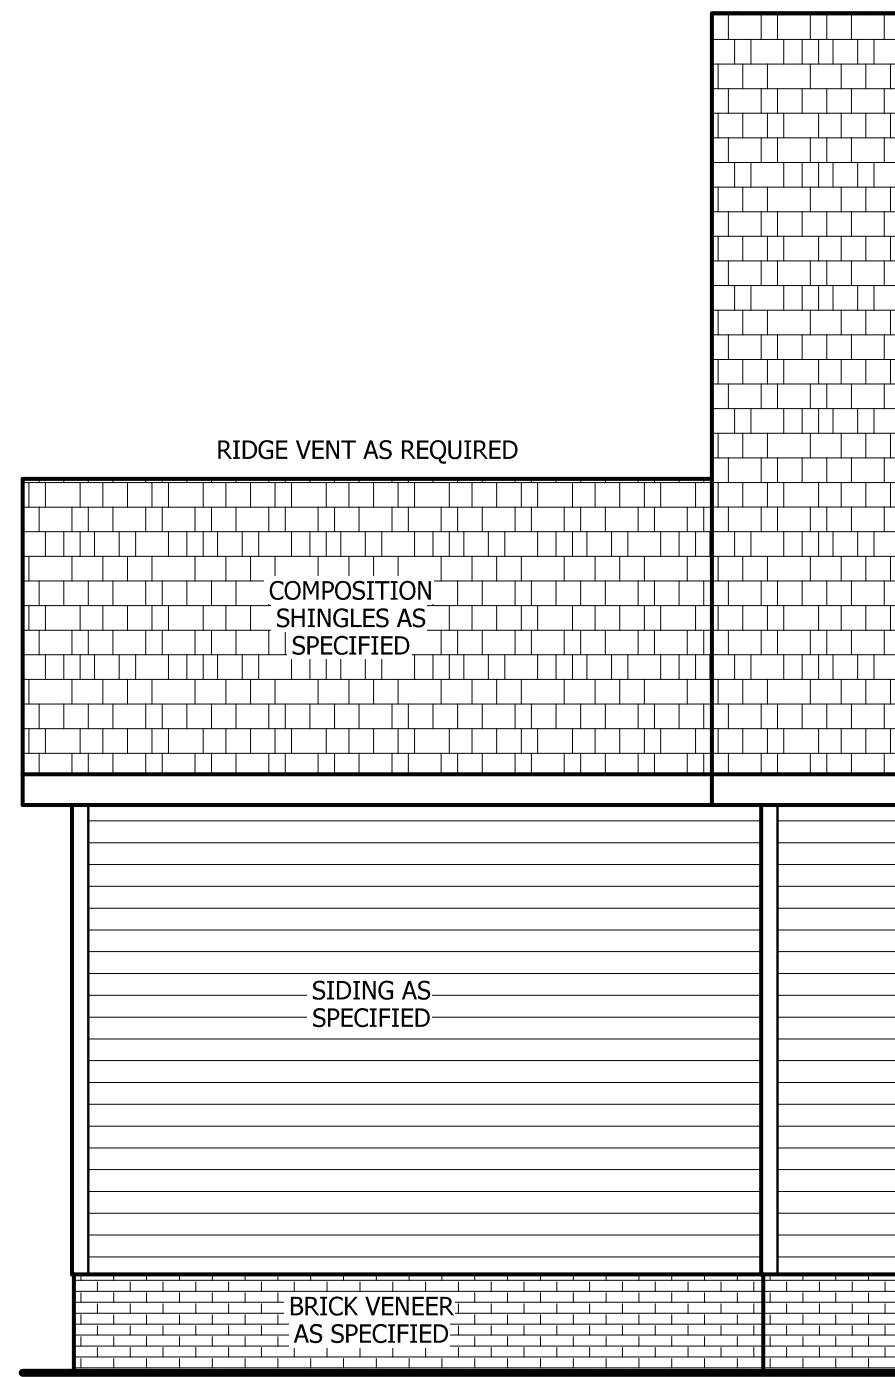 RIDGE VENT AS REQUIRED
COMPOSITION
SHINGLES AS
SPECIFIED
SIDING AS
SPECIFIED
BRICK VENEER
AS SPECIFIED